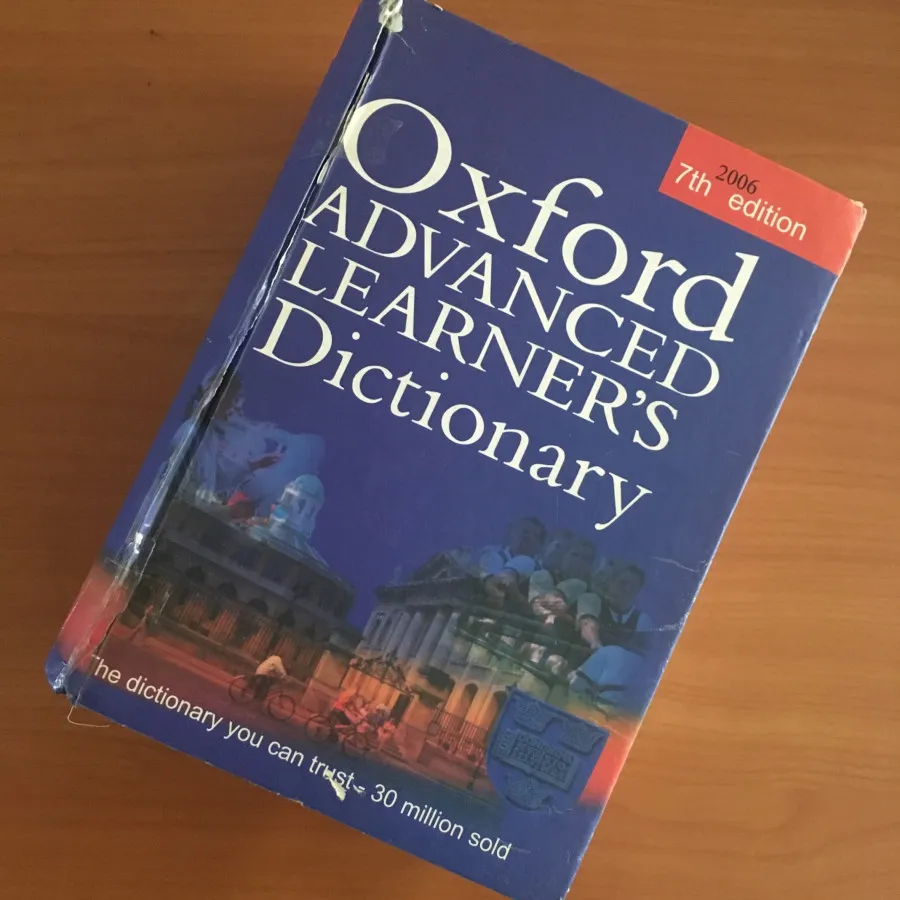 2006
7th edition
Oxford
ADVANCED
LEARNER'S
Dictionary
The dictionary you can trust - 30 million sold